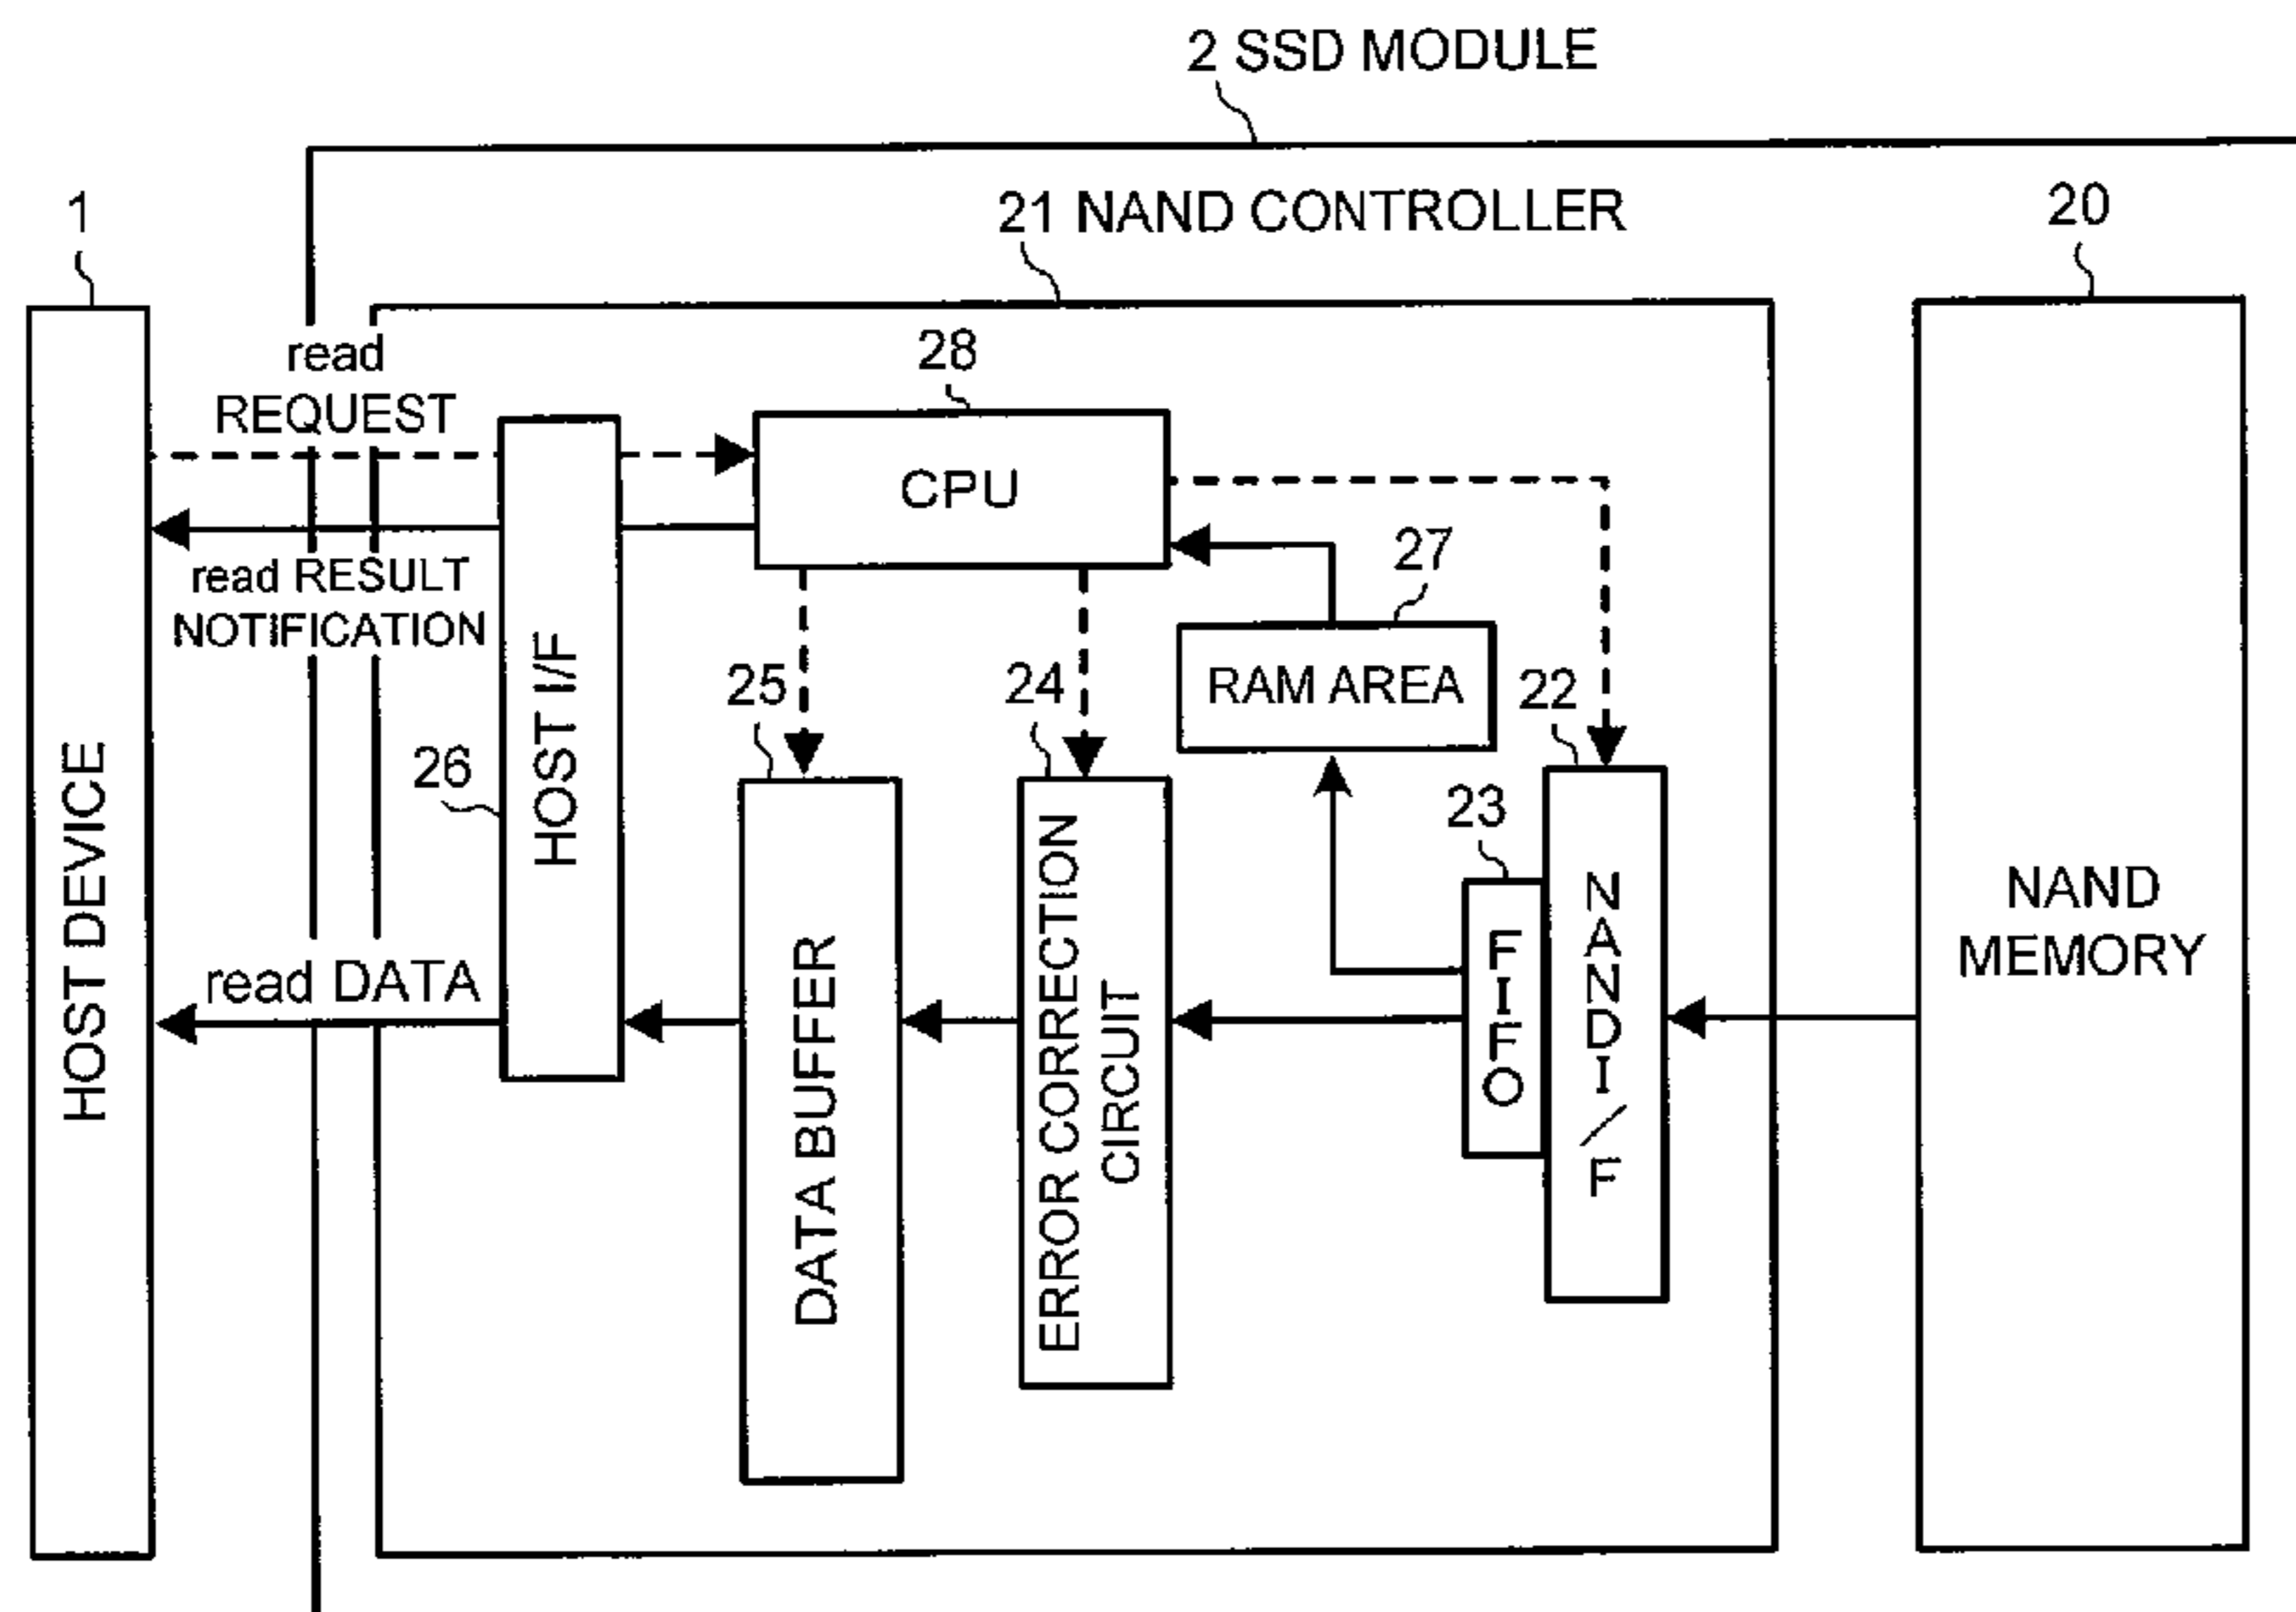 2 SSD MODULE
21 NAND CONTROLLER
1
20
read
REQUEST
28
CPU
read RESULT
NOTIFICATION
27
RAM AREA
25
24
22
26
HOST I/F
23
HOST DEVICE
DATA BUFFER
ERROR CORRECTION
CIRCUIT
FIFO
NANDI/F
NAND
MEMORY
read DATA